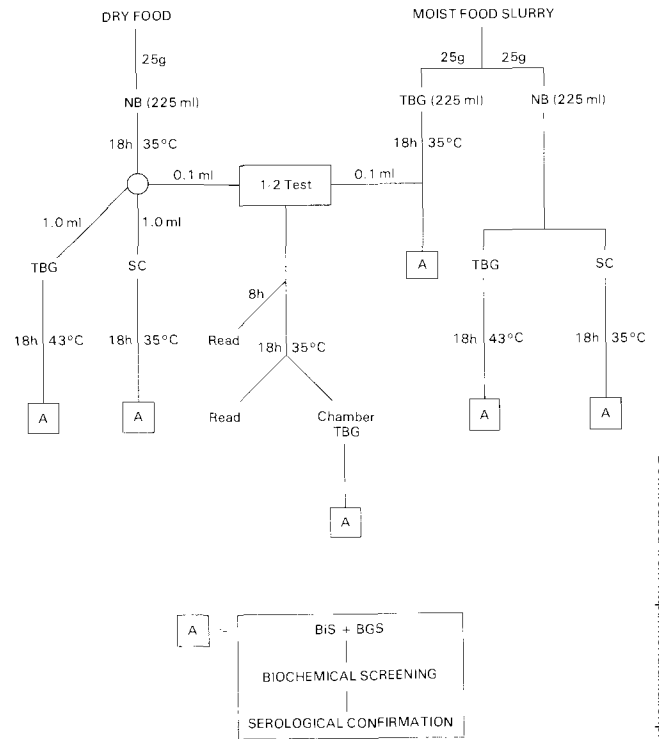 DRY FOOD
MOIST FOOD SLURRY
25g
25g 25g
NB (225 ml)
TBG (225 ml)
NB (225 ml)
18h 35°C
18h 35°C
0.1 ml
1-2 Test
0.1 ml
1.0 ml
1.0 ml
TBG
SC
A
TBG
SC
8h
Read
18h 43°C
18h 35°C
18h 35°C
18h 43°C
18h 35°C
A
A
Read
Chamber
TBG
A
A
A
A
BiS + BGS
BIOCHEMICAL SCREENING
SEROLOGICAL CONFIRMATION